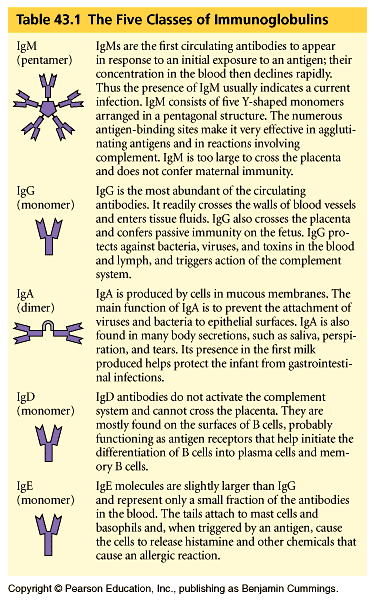 Table 43.1 The Five Classes of Immunoglobulins
IgM
(pentamer)
IgMs are the first circulating antibodies to appear
in response to an initial exposure to an antigen; their
concentration in the blood then declines rapidly.
Thus the presence of IgM usually indicates a current
infection. IgM consists of five Y-shaped monomers
arranged in a pentagonal structure. The numerous
antigen-binding sites make it very effective in aggluti-
nating antigens and in reactions involving
complement. IgM is too large to cross the placenta
and does not confer maternal immunity.
IgG
(monomer)
IgG is the most abundant of the circulating
antibodies. It readily crosses the walls of blood vessels
and enters tissue fluids. IgG also crosses the placenta
and confers passive immunity on the fetus. IgG pro-
tects against bacteria, viruses, and toxins in the blood
and lymph, and triggers action of the complement
system.
IgA
(dimer)
IgA is produced by cells in mucous membranes. The
main function of IgA is to prevent the attachment of
viruses and bacteria to epithelial surfaces. IgA is also
found in many body secretions, such as saliva, perspi-
ration, and tears. Its presence in the first milk
produced helps protect the infant from gastrointesti-
nal infections.
IgD
(monomer)
IgD antibodies do not activate the complement
system and cannot cross the placenta. They are
mostly found on the surfaces of B cells, probably
functioning as antigen receptors that help initiate the
differentiation of B cells into plasma cells and mem-
ory B cells.
IgE
(monomer)
IgE molecules are slightly larger than IgG
and represent only a small fraction of the antibodies
in the blood. The tails attach to mast cells and
basophils and, when triggered by an antigen, cause
the cells to release histamine and other chemicals that
cause an allergic reaction.
Copyright © Pearson Education, Inc., publishing as Benjamin Cummings.